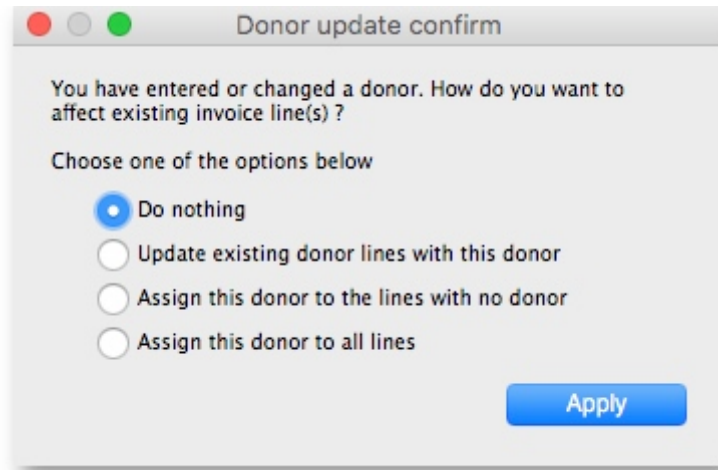 Donor update confirm
You have entered or changed a donor. How do you want to
affect existing invoice line(s) ?
Choose one of the options below
Do nothing
Update existing donor lines with this donor
Assign this donor to the lines with no donor
Assign this donor to all lines
Apply